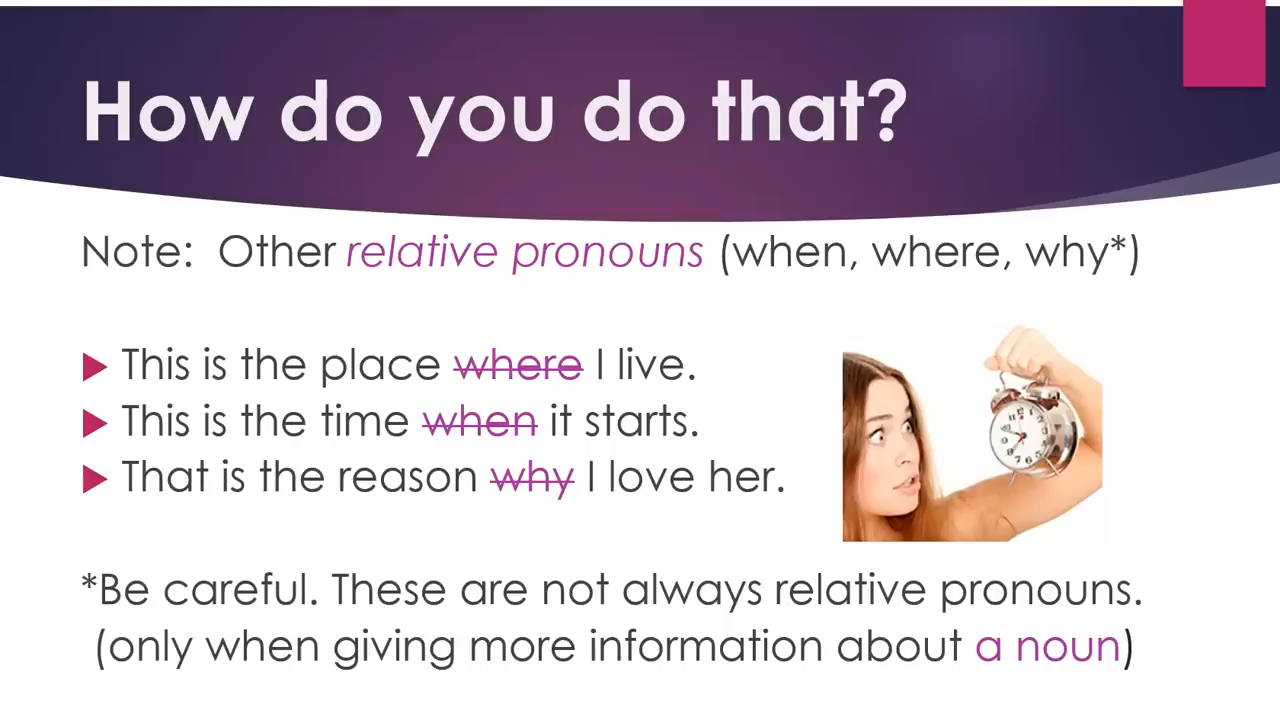 How do you do that?
Note: Other relative pronouns (when, where, why*)
This is the place where I live.
This is the time when it starts.
That is the reason why I love her.
*Be careful. These are not always relative pronouns.
(only when giving more information about a noun)